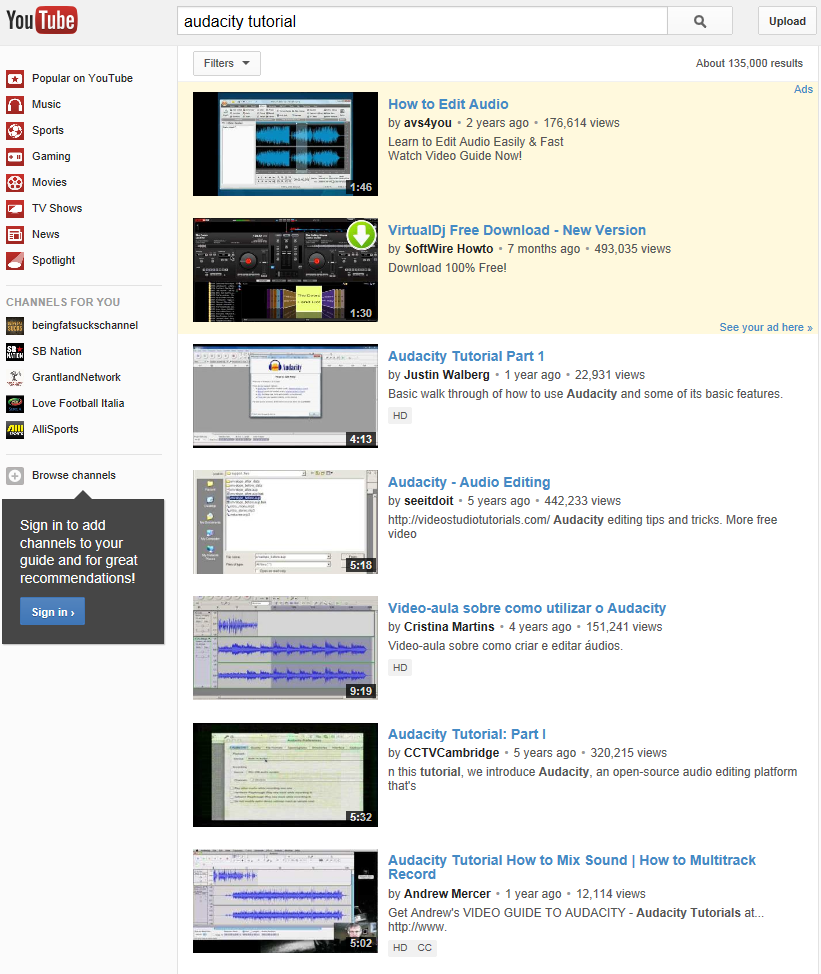 YouTube
audacity tutorial
Upload
Filters
About 135,000 results
Popular on YouTube
Music
Sports
Gaming
Movies
TV Shows
News
Spotlight
CHANNELS FOR YOU
beingfatsuckschannel
SB Nation
GrantlandNetwork
Love Football Italia
AlliSports
Browse channels
Sign in to add
channels to your
guide and for great
recommendations!
Sign in ›
Ads
How to Edit Audio
by avs4you • 2 years ago • 176,614 views
Learn to Edit Audio Easily & Fast
Watch Video Guide Now!
1:46
VirtualDj Free Download - New Version
by SoftWire Howto • 7 months ago • 493,035 views
Download 100% Free!
1:30
See your ad here »
Audacity
Audacity Tutorial Part 1
by Justin Walberg • 1 year ago • 22,931 views
Basic walk through of how to use Audacity and some of its basic features.
HD
4:13
Audacity - Audio Editing
by seeitdoit • 5 years ago • 442,233 views
http://videostudiotutorials.com/ Audacity editing tips and tricks. More free
video
5:18
Video-aula sobre como utilizar o Audacity
by Cristina Martins • 4 years ago • 151,241 views
Video-aula sobre como criar e editar áudios.
HD
9:19
Audacity Tutorial: Part I
by CCTVCambridge • 5 years ago • 320,215 views
n this tutorial, we introduce Audacity, an open-source audio editing platform
that's
5:32
Audacity Tutorial How to Mix Sound | How to Multitrack
Record
by Andrew Mercer • 1 year ago • 12,114 views
Get Andrew's VIDEO GUIDE TO AUDACITY - Audacity Tutorials at...
http://www.
HD CC
5:02